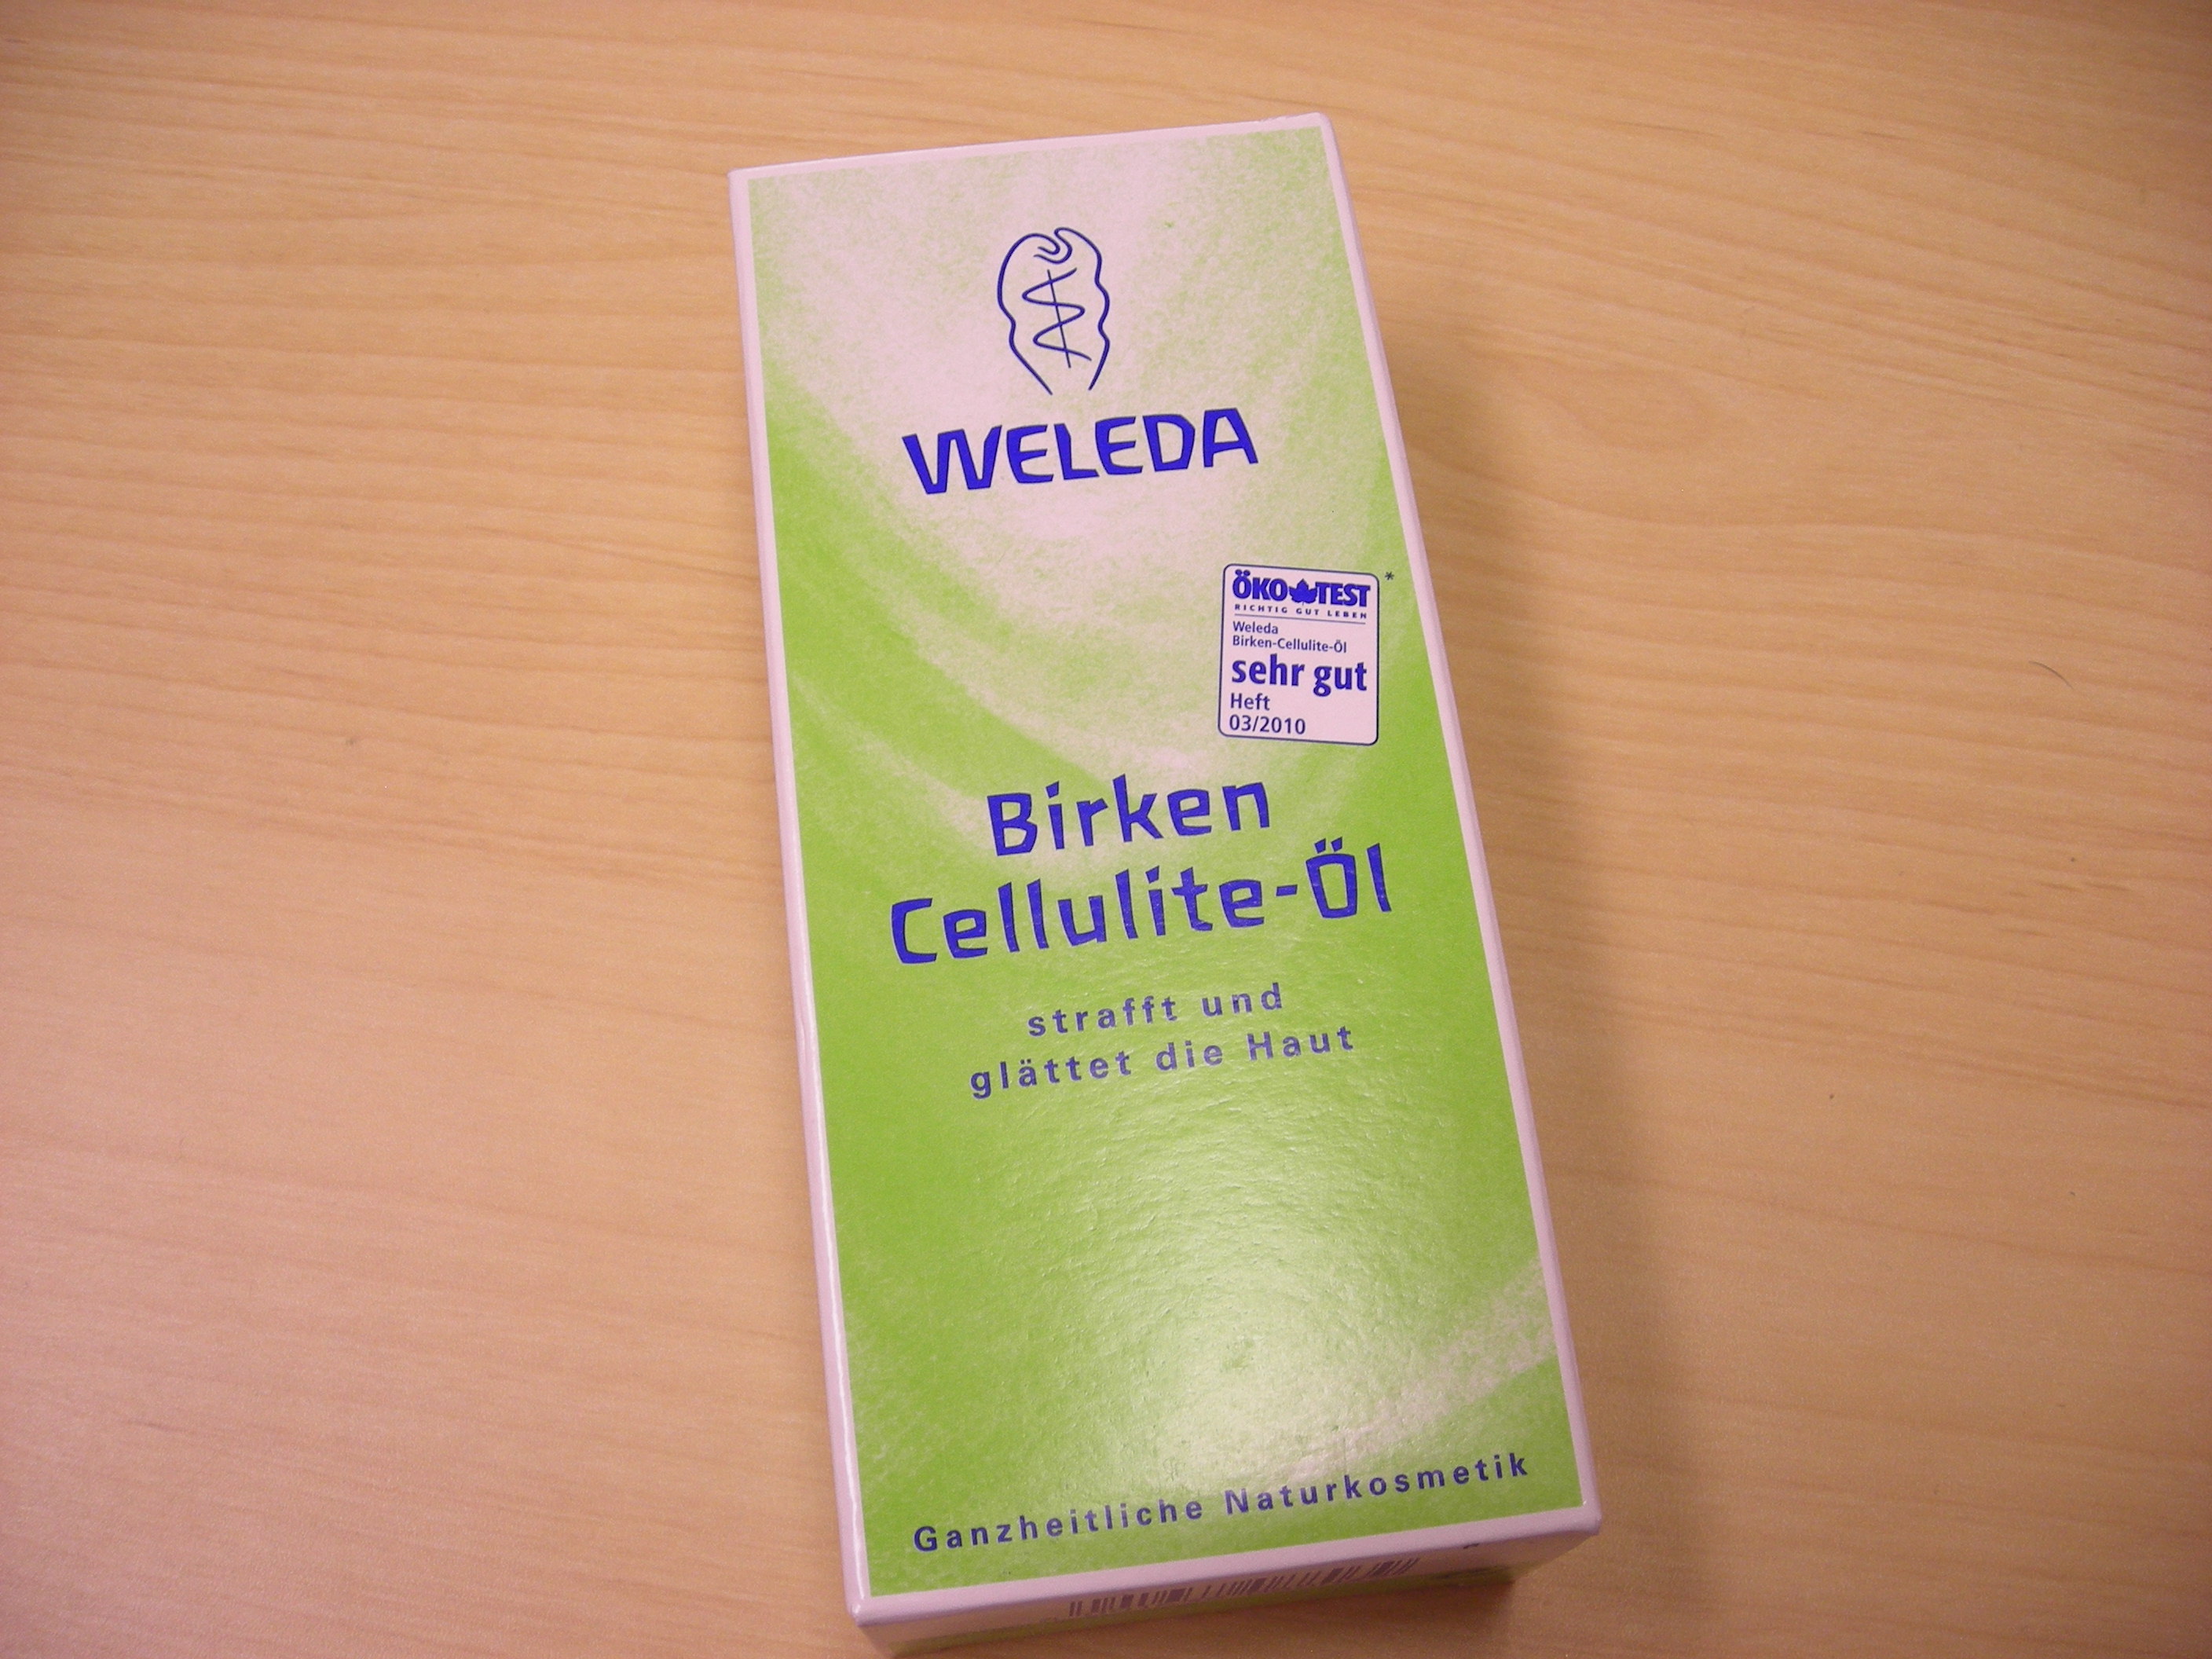 WELEDA
ÖKO TEST
RICHTIG GUT LEBEN
Weleda
Birken-Cellulite-Öl
sehr gut
Heft
03/2010
*
Birken
Cellulite-Öl
strafft und
glättet die Haut
Ganzheitliche Naturkosmetik